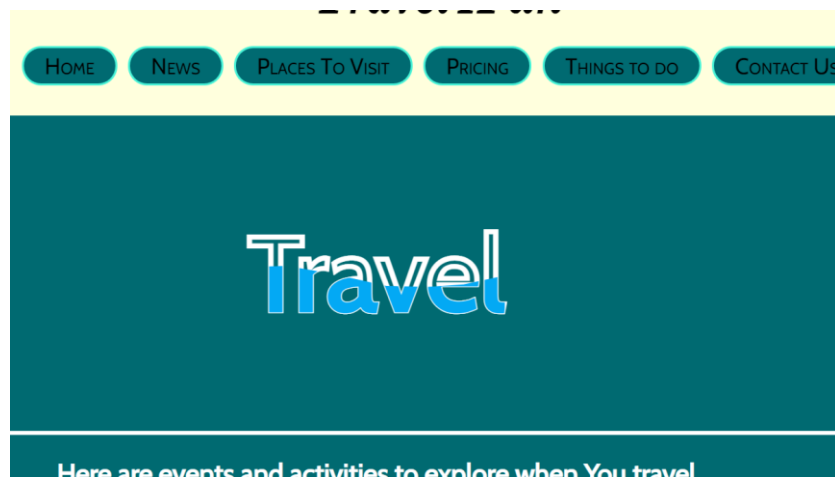 Home News Places To Visit Pricing Things to do Contact Us
Travel
Here are events and activities to explore when You travel